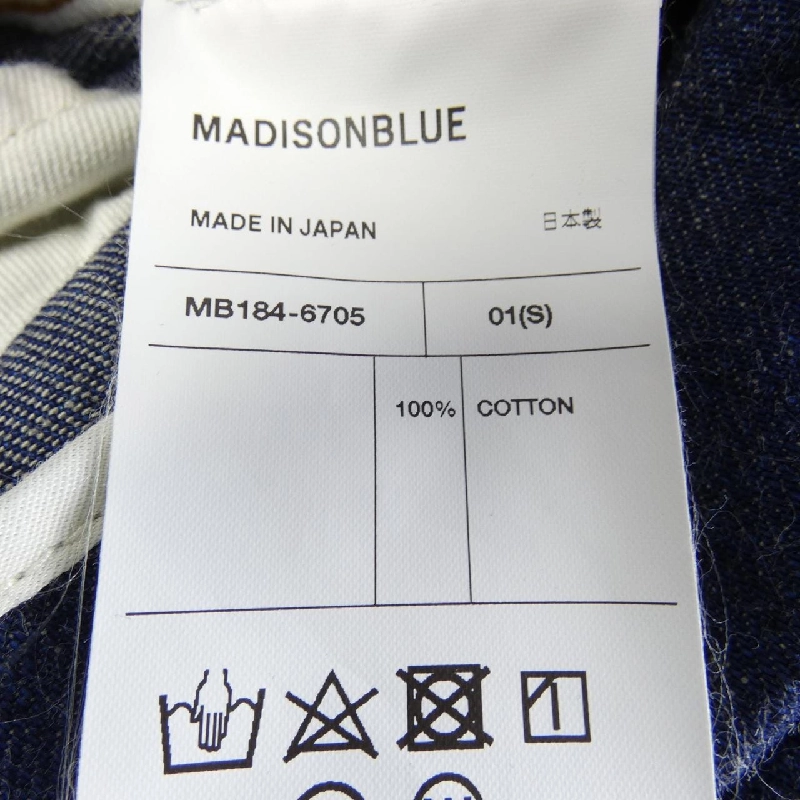 MADISONBLUE
MADE IN JAPAN 日本製
MB184-6705 01(S)
100% COTTON